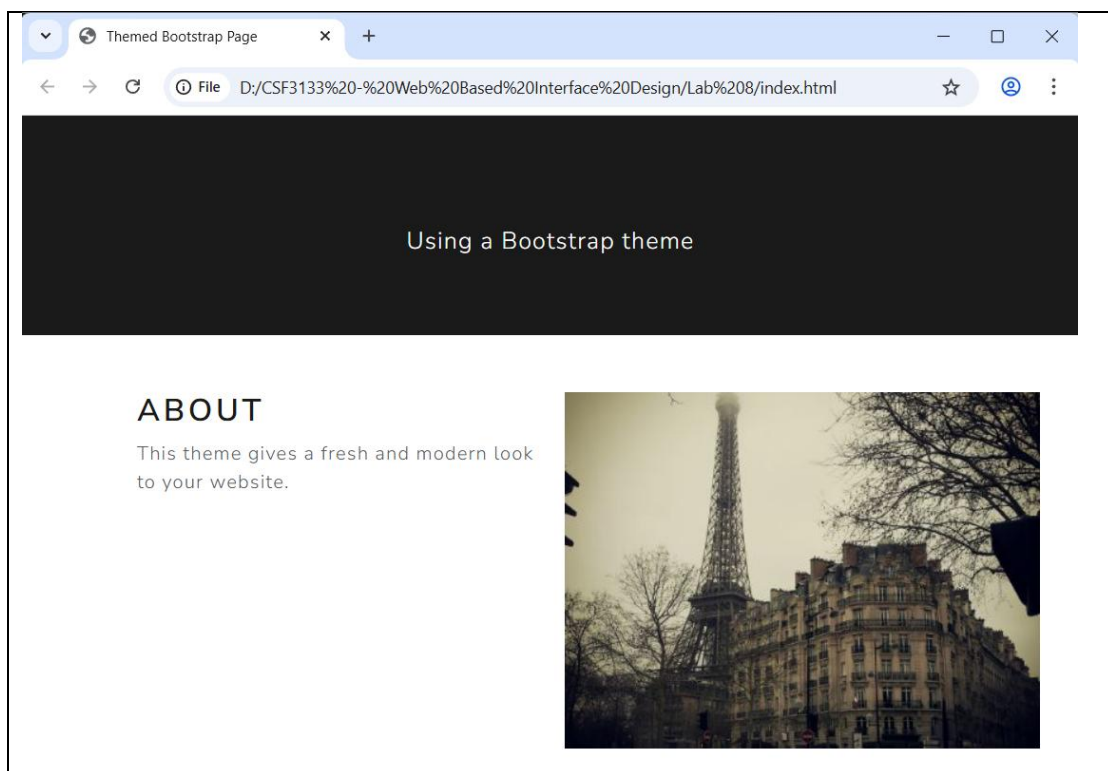 Themed Bootstrap Page
File D:/CSF3133%20-%20Web%20Based%20Interface%20Design/Lab%208/index.html
Using a Bootstrap theme
ABOUT
This theme gives a fresh and modern look
to your website.